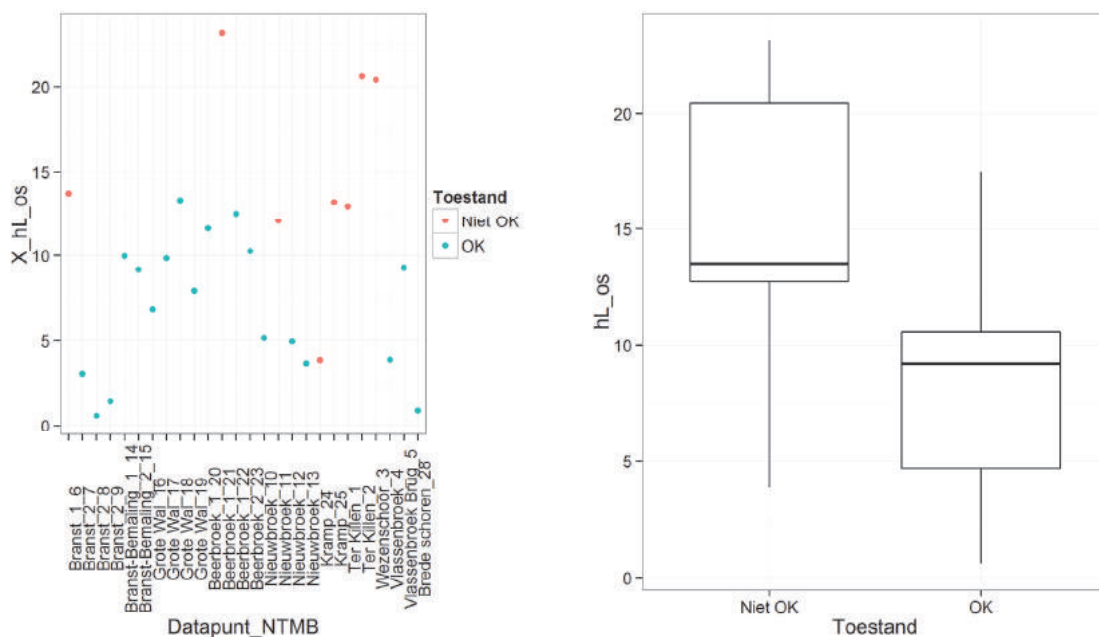 X_hL_os
20
15
10
5
0
Branst_1_6
Branst_2_7
Branst_2_8
Branst_2_9
Branst-Bemaling_1_14
Branst-Bemaling_2_15
Grote Wal_16
Grote Wal_17
Grote Wal_18
Grote Wal_19
Beerbroek_1_20
Beerbroek_1_21
Beerbroek_1_22
Beerbroek_2_23
Nieuwbroek_10
Nieuwbroek_11
Nieuwbroek_12
Nieuwbroek_13
Kramp_24
Kramp_25
Ter Killen_1
Ter Killen_2
Wezenschoor_3
Vlassenbroek_4
Vlassenbroek Brug_5
Brede schoren_28
Datapunt_NTMB
Toestand
Niet OK
OK
hL_os
20
15
10
5
0
Niet OK
OK
Toestand